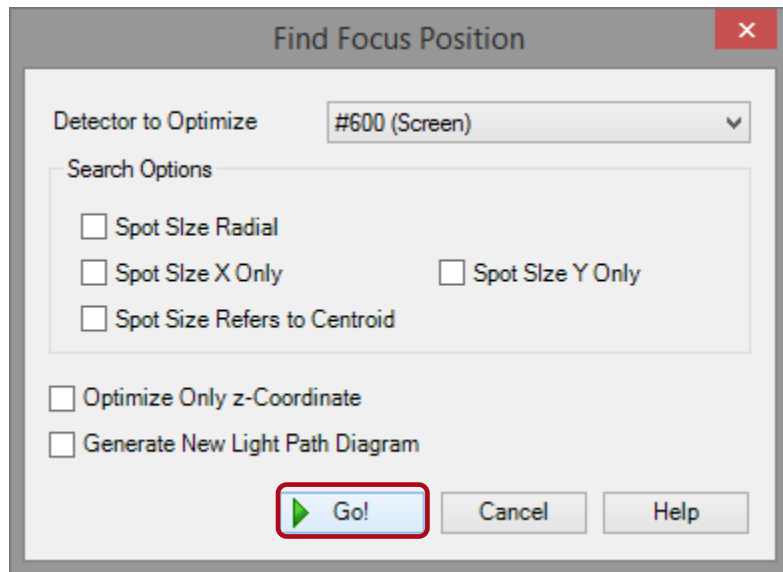 Find Focus Position
Detector to Optimize #600 (Screen)
Search Options
Spot SIze Radial
Spot SIze X Only Spot SIze Y Only
Spot Size Refers to Centroid
Optimize Only z-Coordinate
Generate New Light Path Diagram
Go! Cancel Help